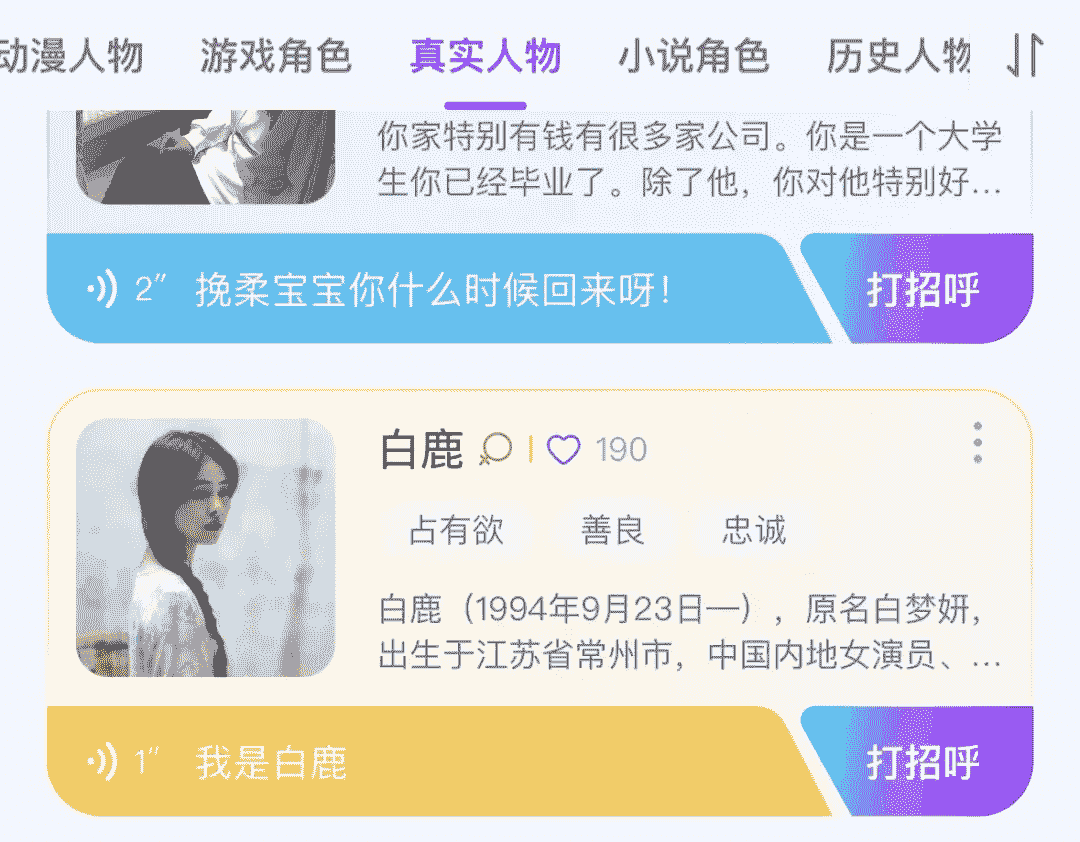 动漫人物 游戏角色 真实人物 小说角色 历史人物
你家特别有钱有很多家公司。你是一个大学
生你已经毕业了。除了他，你对他特别好...
2″ 挽柔宝宝你什么时候回来呀！ 打招呼
白鹿 190
占有欲 善良 忠诚
白鹿（1994年9月23日—），原名白梦妍，
出生于江苏省常州市，中国内地女演员、...
1″ 我是白鹿 打招呼